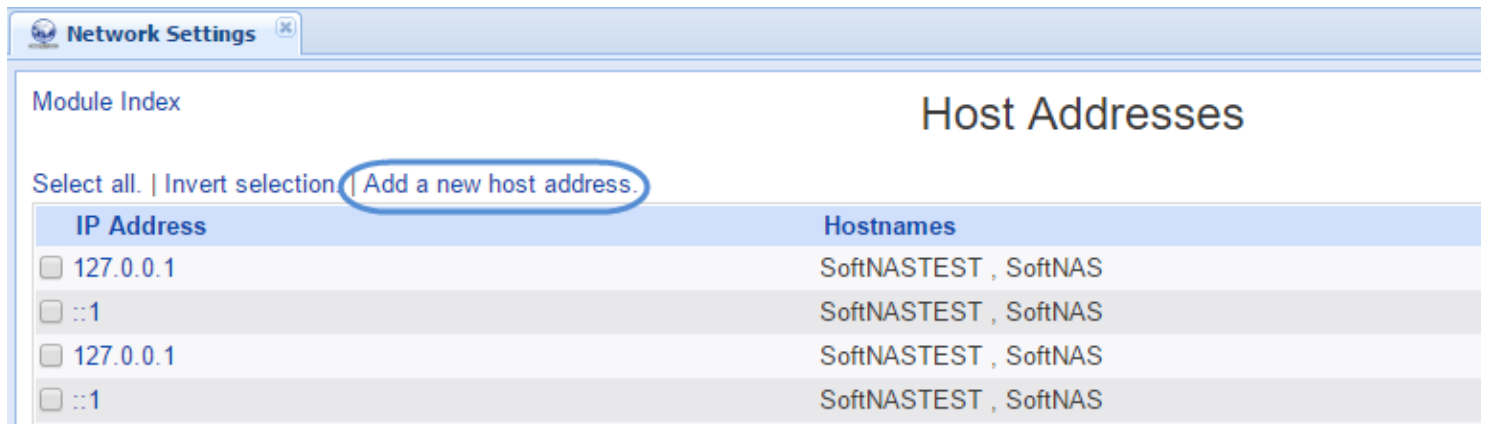 Network Settings
Module Index
Host Addresses
Select all. | Invert selection. | Add a new host address.
IP Address Hostnames
127.0.0.1 SoftNASTEST , SoftNAS
::1 SoftNASTEST , SoftNAS
127.0.0.1 SoftNASTEST , SoftNAS
::1 SoftNASTEST , SoftNAS